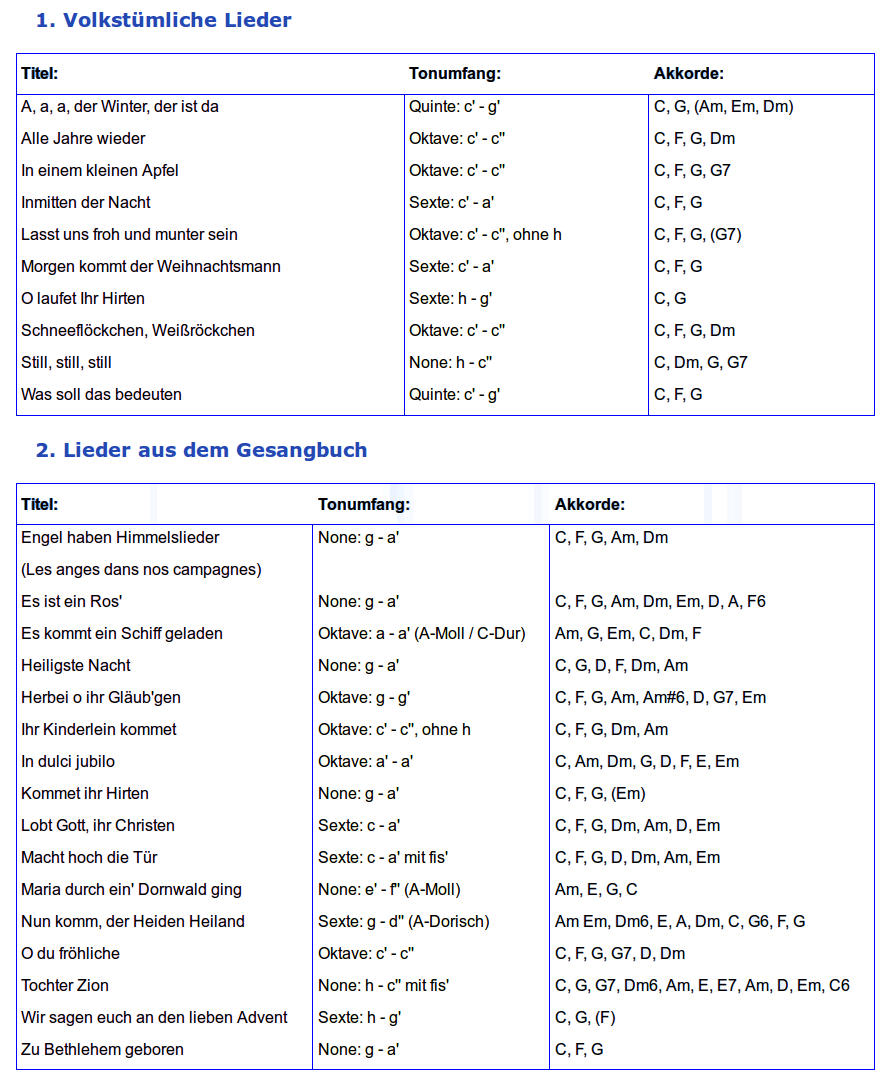 1. Volkstümliche Lieder
Titel: Tonumfang: Akkorde:
A, a, a, der Winter, der ist da Quinte: c' - g' C, G, (Am, Em, Dm)
Alle Jahre wieder Oktave: c' - c" C, F, G, Dm
In einem kleinen Apfel Oktave: c' - c" C, F, G, G7
Inmitten der Nacht Sexte: c' - a' C, F, G
Lasst uns froh und munter sein Oktave: c' - c", ohne h C, F, G, (G7)
Morgen kommt der Weihnachtsmann Sexte: c' - a' C, F, G
O laufet Ihr Hirten Sexte: h - g' C, G
Schneeflöckchen, Weißröckchen Oktave: c' - c" C, F, G, Dm
Still, still, still None: h - c" C, Dm, G, G7
Was soll das bedeuten Quinte: c' - g' C, F, G
2. Lieder aus dem Gesangbuch
Titel: Tonumfang: Akkorde:
Engel haben Himmelslieder None: g - a' C, F, G, Am, Dm
(Les anges dans nos campagnes)
Es ist ein Ros' None: g - a' C, F, G, Am, Dm, Em, D, A, F6
Es kommt ein Schiff geladen Oktave: a - a' (A-Moll / C-Dur) Am, G, Em, C, Dm, F
Heiligste Nacht None: g - a' C, G, D, F, Dm, Am
Herbei o ihr Gläub'gen Oktave: g - g' C, F, G, Am, Am#6, D, G7, Em
Ihr Kinderlein kommet Oktave: c' - c", ohne h C, F, G, Dm, Am
In dulci jubilo Oktave: a' - a' C, Am, Dm, G, D, F, E, Em
Kommet ihr Hirten None: g - a' C, F, G, (Em)
Lobt Gott, ihr Christen Sexte: c - a' C, F, G, Dm, Am, D, Em
Macht hoch die Tür Sexte: c - a' mit fis' C, F, G, D, Dm, Am, Em
Maria durch ein' Dornwald ging None: e' - f" (A-Moll) Am, E, G, C
Nun komm, der Heiden Heiland Sexte: g - d" (A-Dorisch) Am Em, Dm6, E, A, Dm, C, G6, F, G
O du fröhliche Oktave: c' - c" C, F, G, G7, D, Dm
Tochter Zion None: h - c" mit fis' C, G, G7, Dm6, Am, E, E7, Am, D, Em, C6
Wir sagen euch an den lieben Advent Sexte: h - g' C, G, (F)
Zu Bethlehem geboren None: g - a' C, F, G